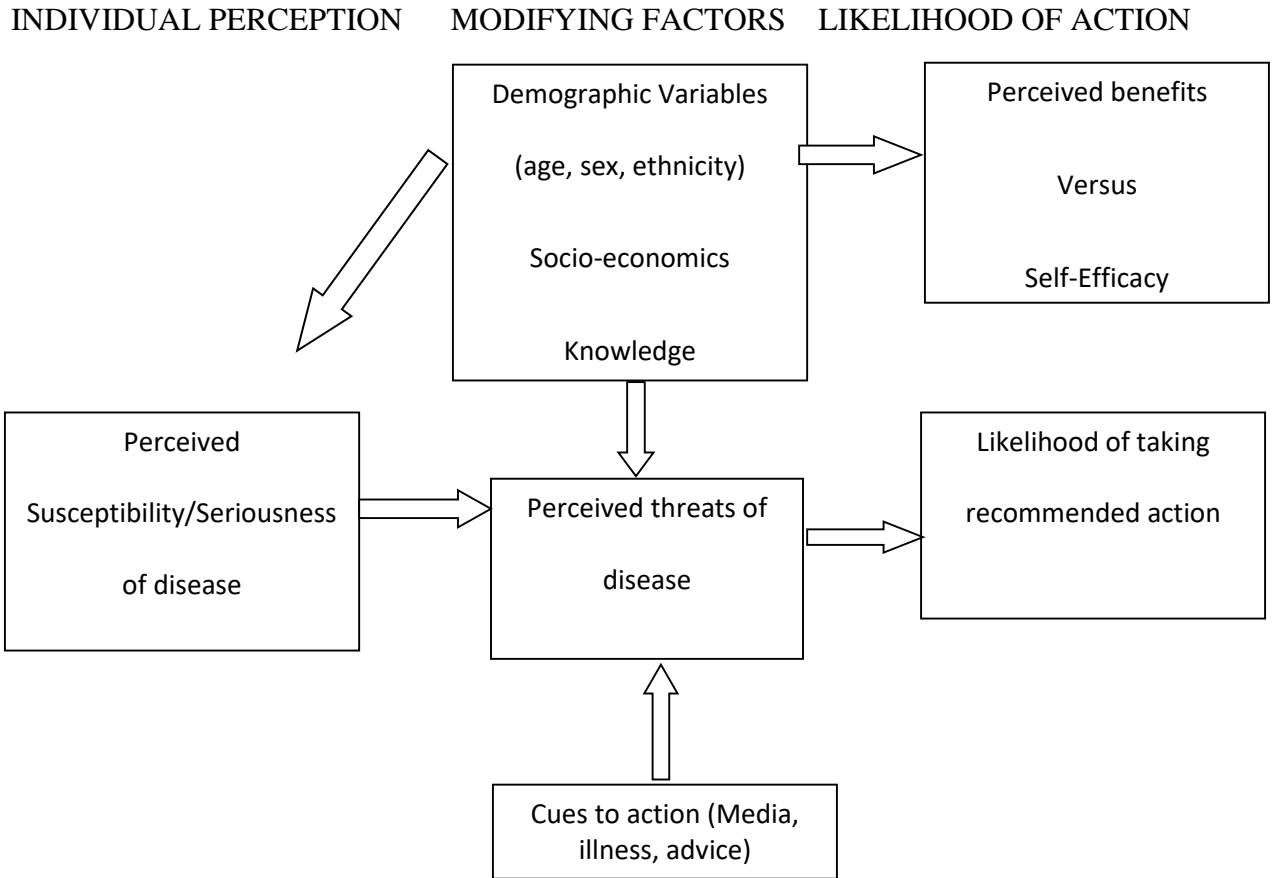 INDIVIDUAL PERCEPTION MODIFYING FACTORS LIKELIHOOD OF ACTION
Demographic Variables
(age, sex, ethnicity)
Socio-economics
Knowledge
Perceived benefits
Versus
Self-Efficacy
Perceived
Susceptibility/Seriousness
of disease
Perceived threats of
disease
Likelihood of taking
recommended action
Cues to action (Media,
illness, advice)